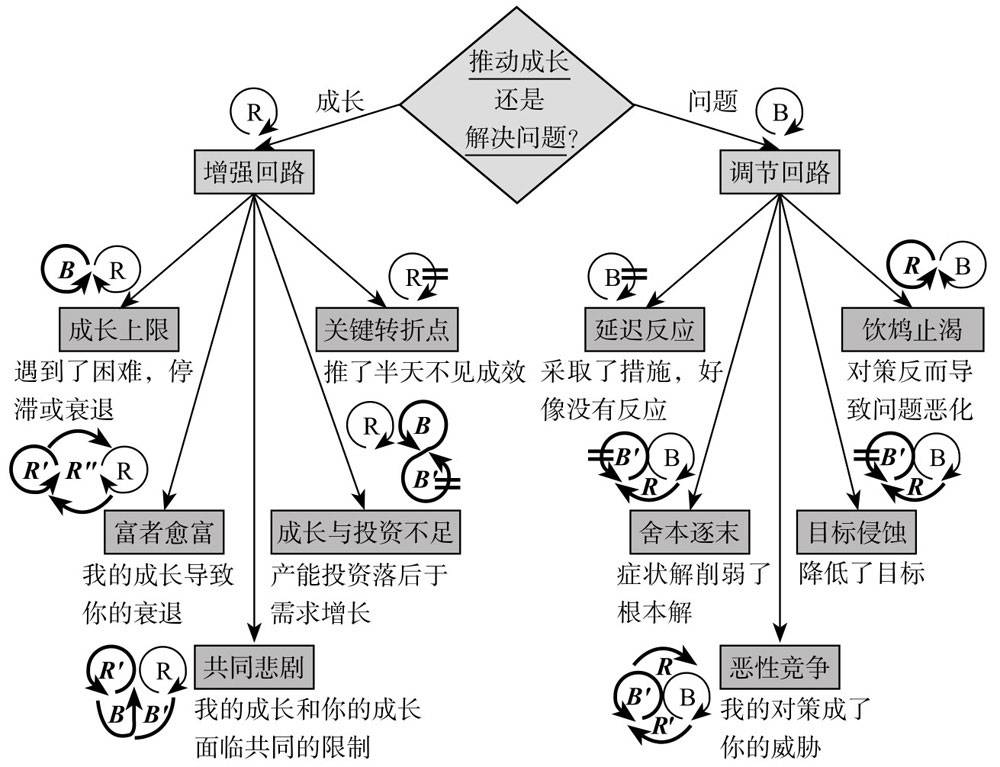 推动成长
还是
解决问题?
成长
问题
R
B
增强回路
调节回路
B R
成长上限
遇到了困难，停
滞或衰退
R
关键转折点
推了半天不见成效
B
延迟反应
采取了措施，好
像没有反应
R B
饮鸩止渴
对策反而导
致问题恶化
R' R" R
富者愈富
我的成长导致
你的衰退
R B
B'
成长与投资不足
产能投资落后于
需求增长
B' B
R
舍本逐末
症状解削弱了
根本解
B' B
R
目标侵蚀
降低了目标
R' R
B B'
共同悲剧
我的成长和你的成长
面临共同的限制
R
B' B
R'
恶性竞争
我的对策成了
你的威胁